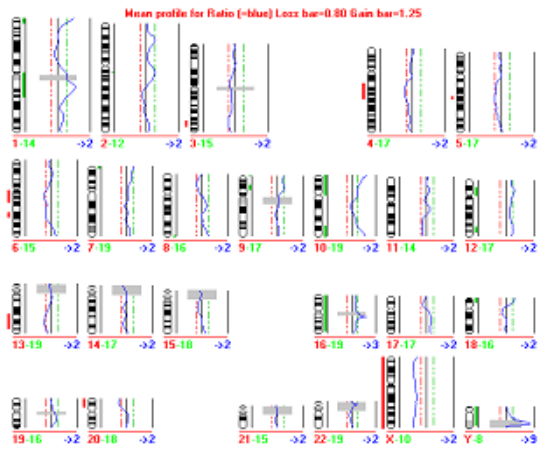 Mean profile for Ratio (=blue) Loss bar=0.80 Gain bar=1.25
1-14 ->2 2-12 ->2 3-15 ->2 4-17 ->2 5-17 ->2
6-15 ->2 7-19 ->2 8-16 ->2 9-17 ->2 10-19 ->2 11-14 ->2 12-17 ->2
13-19 ->2 14-17 ->2 15-18 ->2 16-19 ->3 17-17 ->2 18-16 ->2
19-16 ->2 20-18 ->2 21-15 ->2 22-19 ->2 X-10 ->2 Y-8 ->9